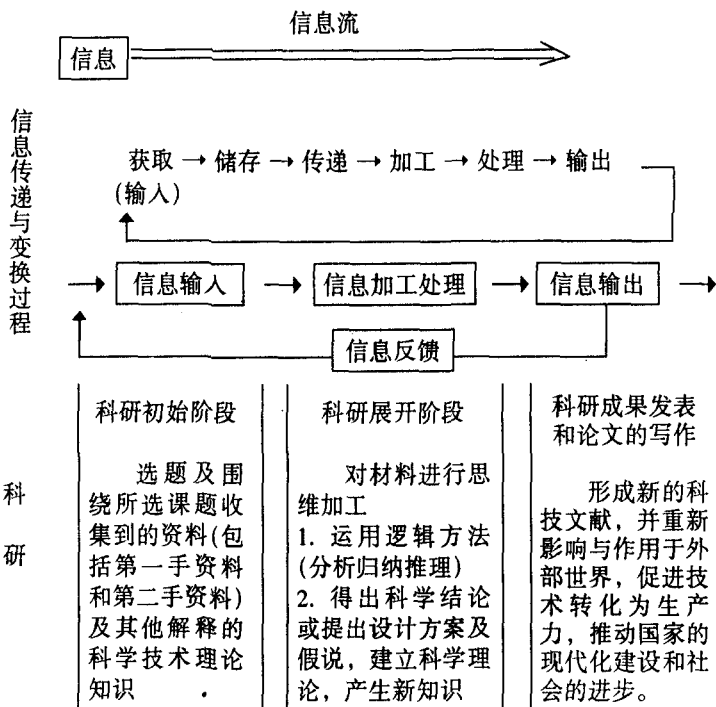 信息流
信息
信息传递与变换过程
获取→储存→传递→加工→处理→输出
(输入)
信息输入
信息加工处理
信息输出
信息反馈
科研
科研初始阶段
选题及围
绕所选课题收
集到的资料(包
括第一手资料
和第二手资料)
及其他解释的
科学技术理论
知识
科研展开阶段
对材料进行思
维加工
1. 运用逻辑方法
(分析归纳推理)
2. 得出科学结论
或提出设计方案及
假说，建立科学理
论，产生新知识
科研成果发表
和论文的写作
形成新的科
技文献，并重新
影响与作用于外
部世界，促进技
术转化为生产
力，推动国家的
现代化建设和社
会的进步。